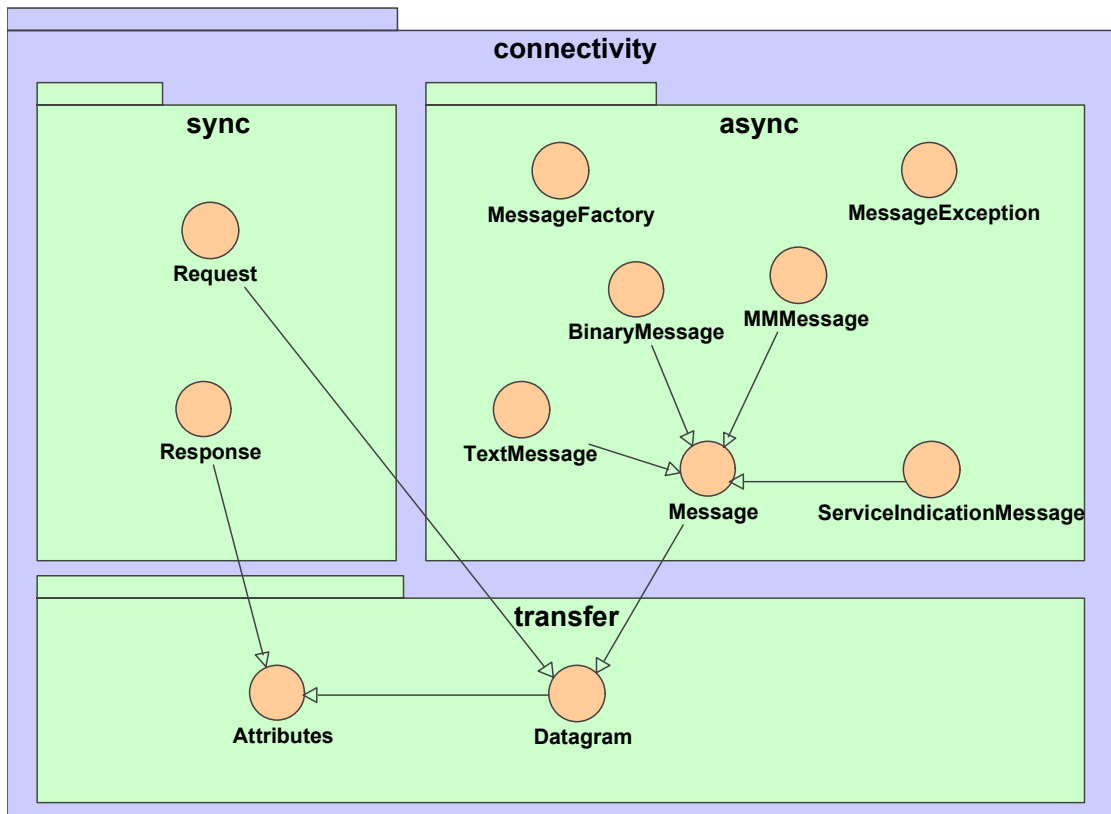 connectivity
sync
async
MessageFactory
MessageException
Request
BinaryMessage
MMMessage
Response
TextMessage
Message
ServiceIndicationMessage
transfer
Attributes
Datagram